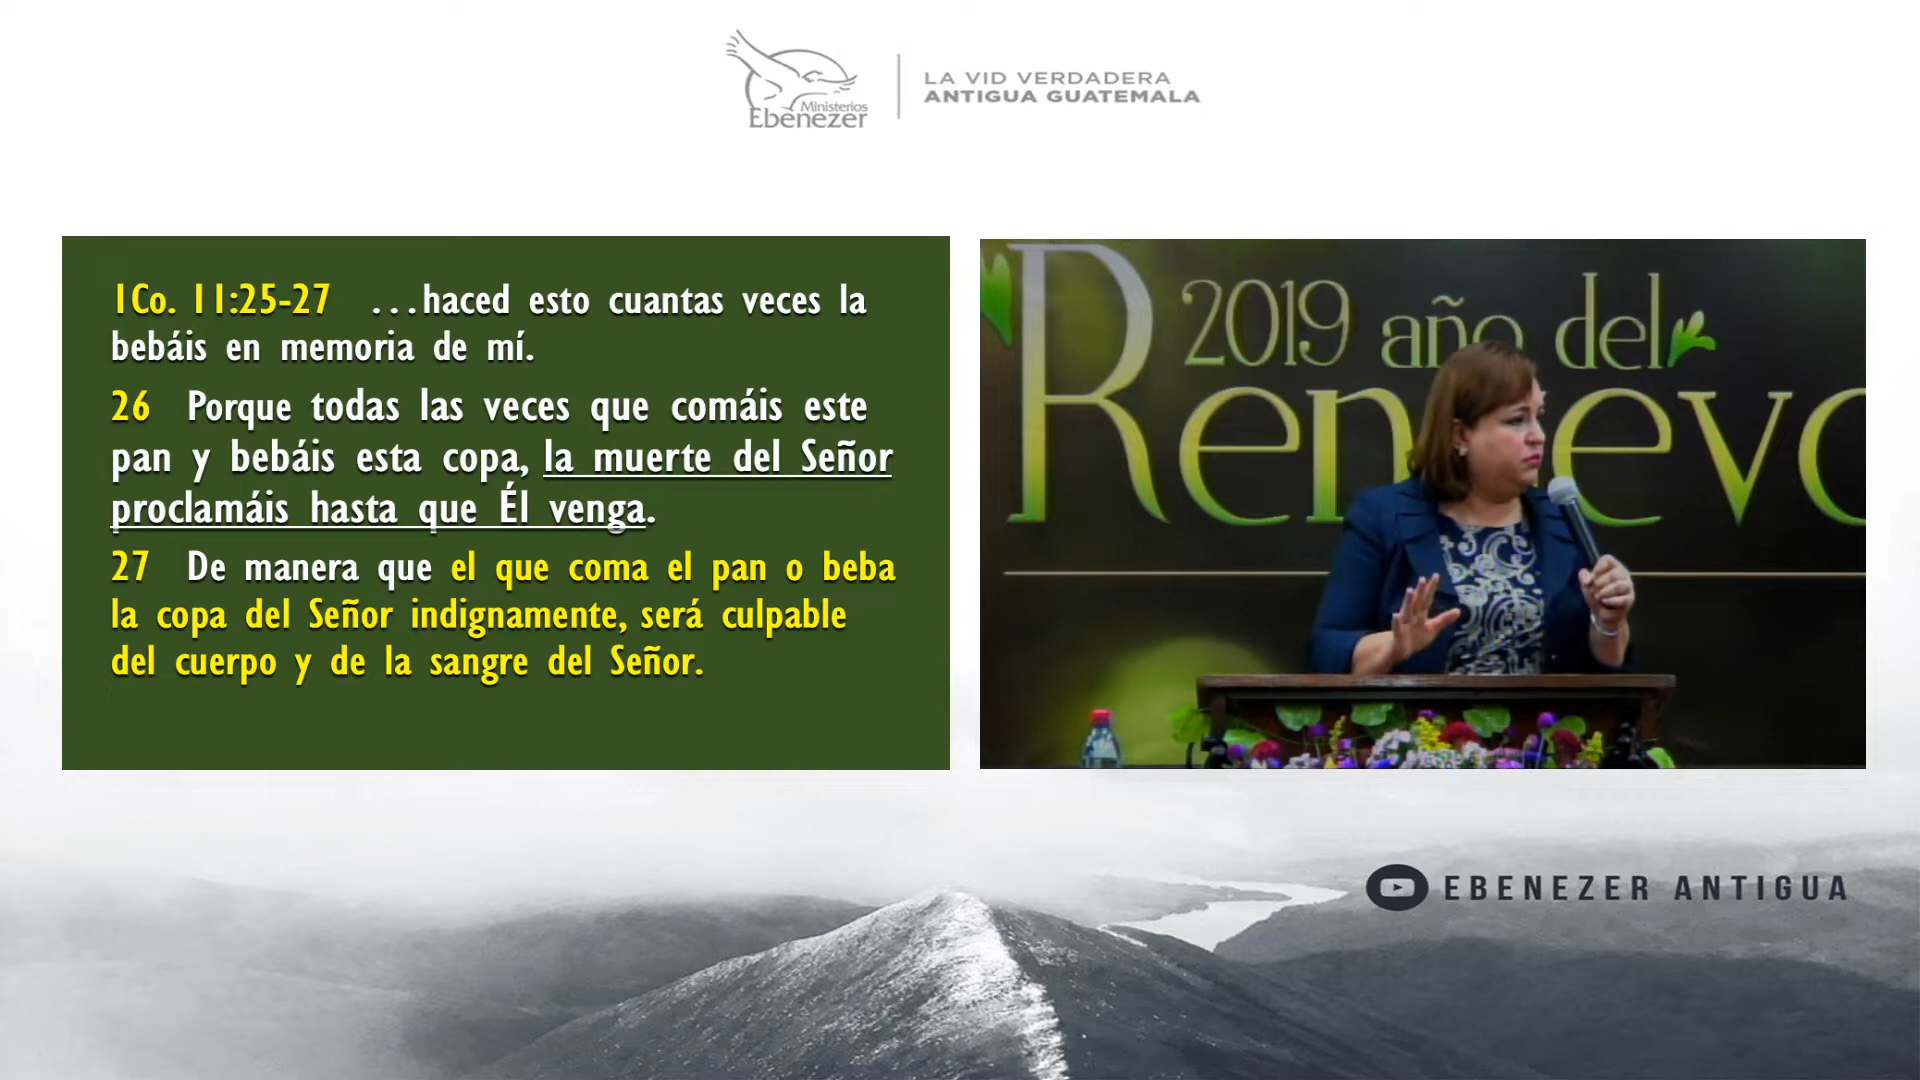 Ministerios
Ebenezer
LA VID VERDADERA
ANTIGUA GUATEMALA
1Co. 11:25-27 ...haced esto cuantas veces la
bebáis en memoria de mí.
26 Porque todas las veces que comáis este
pan y bebáis esta copa, la muerte del Señor
proclamáis hasta que Él venga.
27 De manera que el que coma el pan o beba
la copa del Señor indignamente, será culpable
del cuerpo y de la sangre del Señor.
2019 año del
EBENEZER ANTIGUA